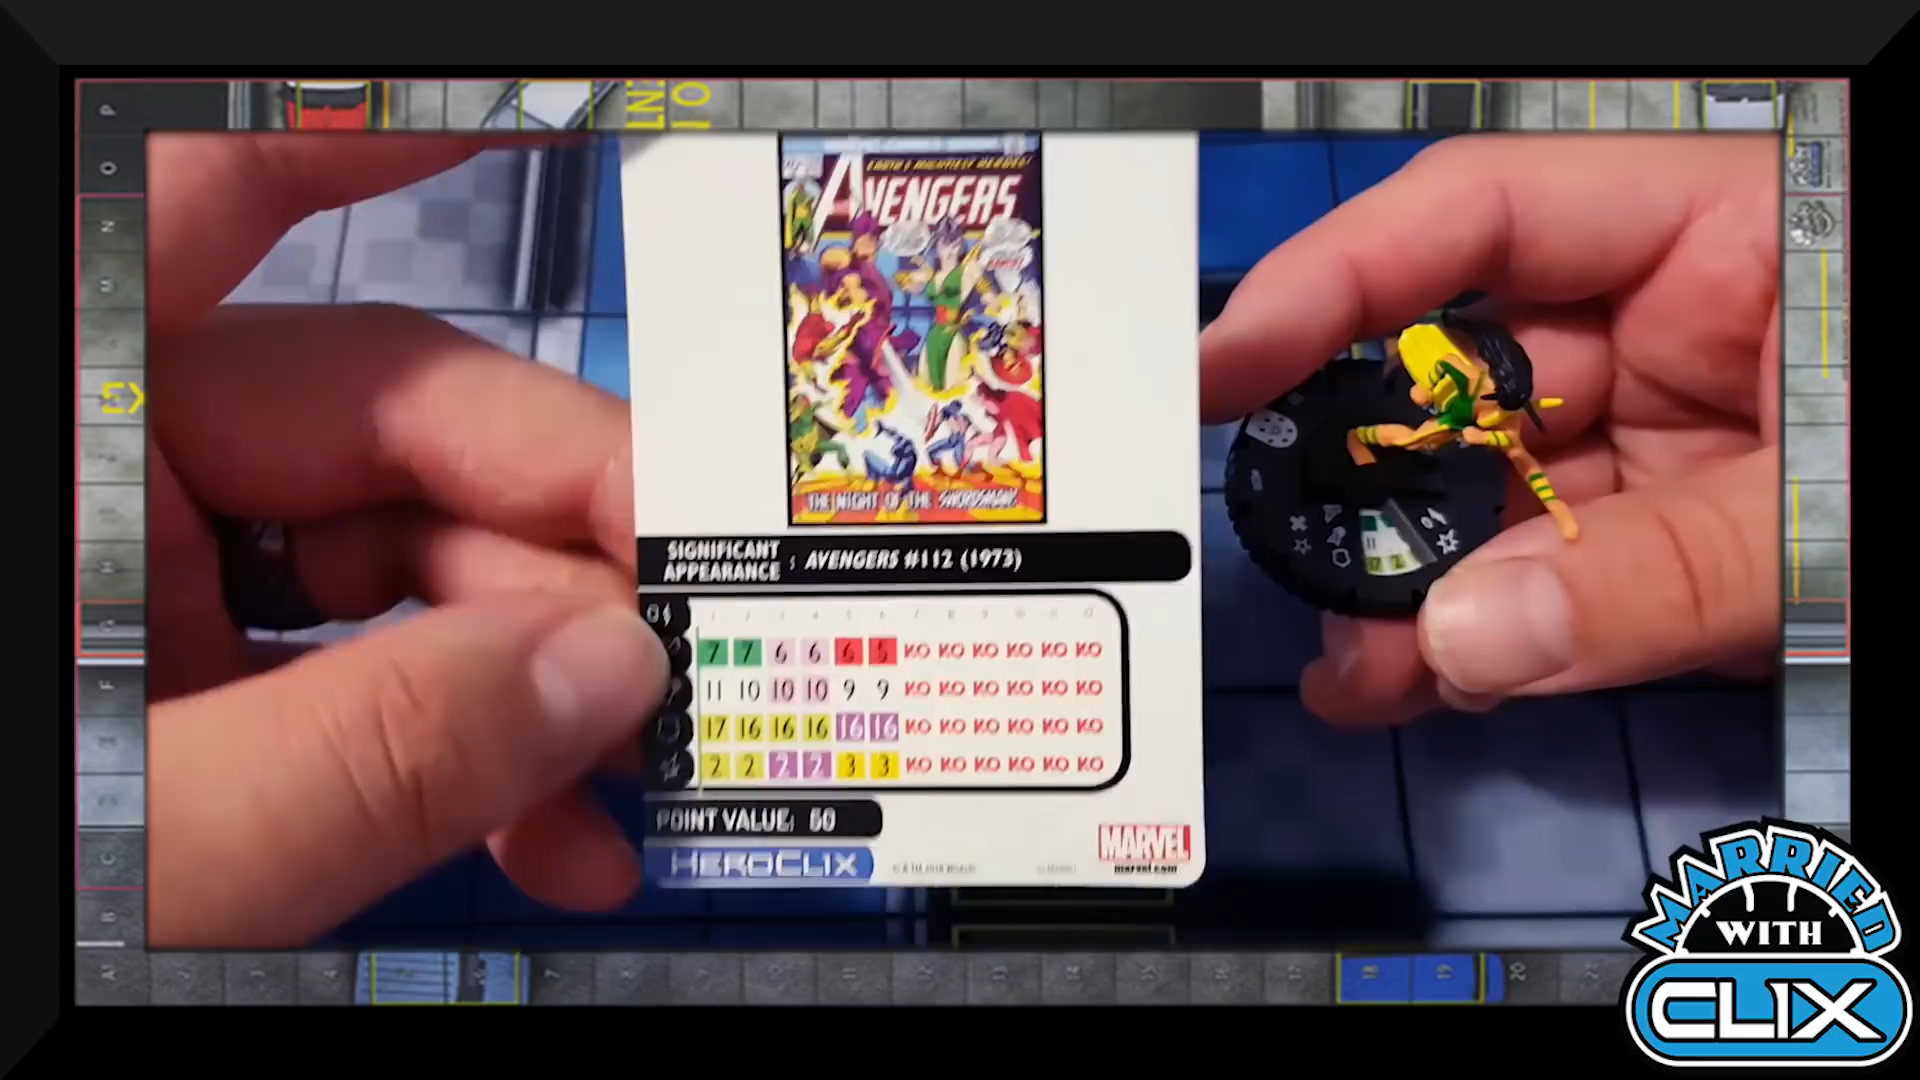 EARTH'S MIGHTIEST HEROES!
AVENGERS
THE NIGHT OF THE SWORDSMAN!
SIGNIFICANT
APPEARANCE : AVENGERS #112 (1973)
7 7 6 6 6 5 KO KO KO KO KO KO
11 10 10 10 9 9 KO KO KO KO KO KO
17 16 16 16 16 16 KO KO KO KO KO KO
2 2 2 2 3 3 KO KO KO KO KO KO
POINT VALUE: 50
HEROCLIX
MARVEL
marvel.com
MARRIED
WITH
CLIX